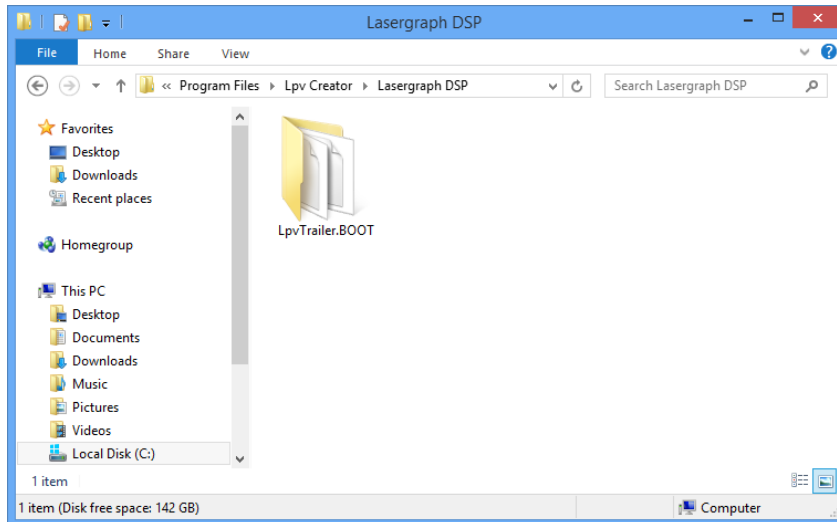 Lasergraph DSP
File Home Share View
« Program Files Lpv Creator Lasergraph DSP Search Lasergraph DSP
Favorites
Desktop
Downloads
Recent places
Homegroup
This PC
Desktop
Documents
Downloads
Music
Pictures
Videos
Local Disk (C:)
LpvTrailer.BOOT
1 item
1 item (Disk free space: 142 GB) Computer